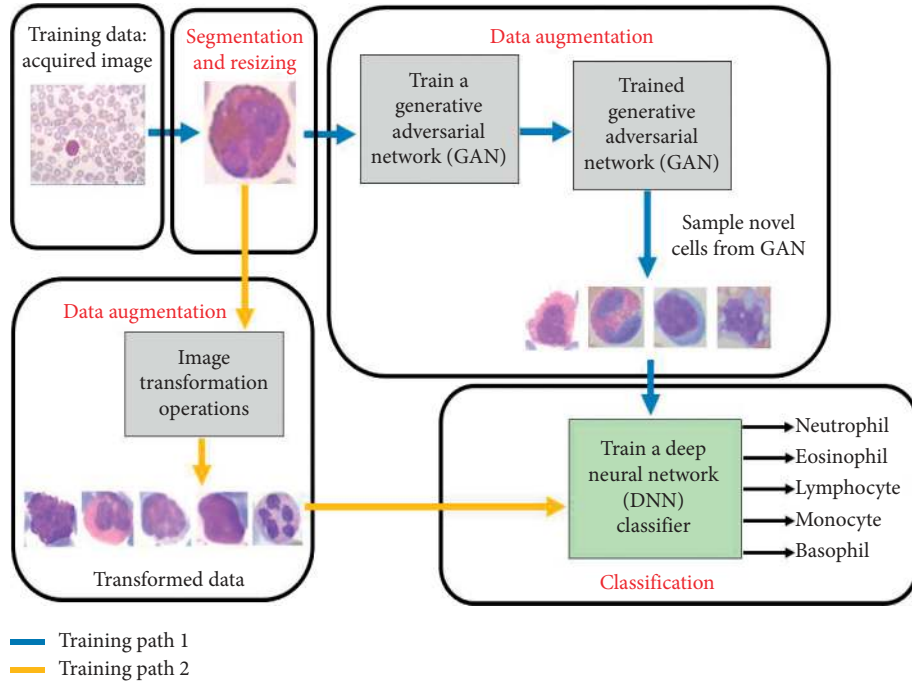 Training data:
acquired image
Segmentation
and resizing
Data augmentation
Train a
generative
adversarial
network (GAN)
Trained
generative
adversarial
network (GAN)
Sample novel
cells from GAN
Data augmentation
Image
transformation
operations
Transformed data
Train a deep
neural network
(DNN)
classifier
Neutrophil
Eosinophil
Lymphocyte
Monocyte
Basophil
Classification
Training path 1
Training path 2